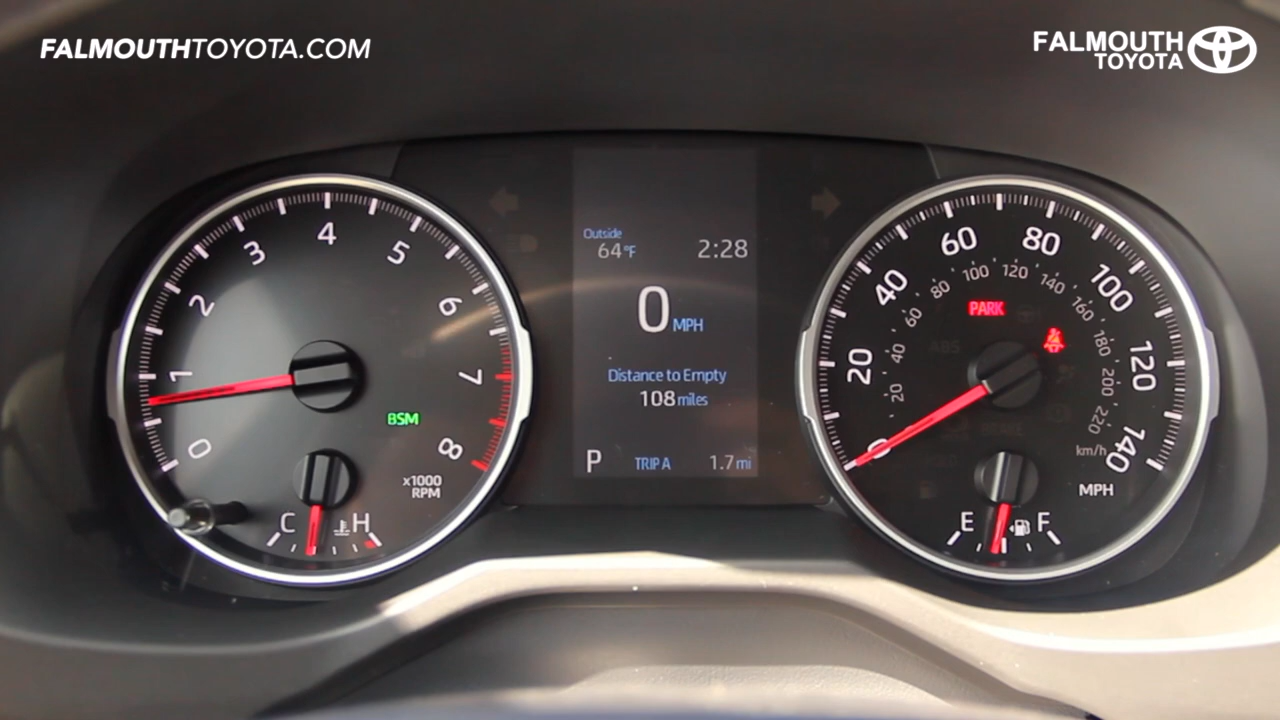 FALMOUTHTOYOTA.COM
FALMOUTH
TOYOTA
0 1 2 3 4 5 6 7 8
BSM
x1000
RPM
C H
Outside
64°F 2:28
0 MPH
Distance to Empty
108 miles
P TRIP A 1.7 mi
0 20 40 60 80 100 120 140
20 40 60 80 100 120 140 160 180 200 220
PARK
ABS
km/h
MPH
E F